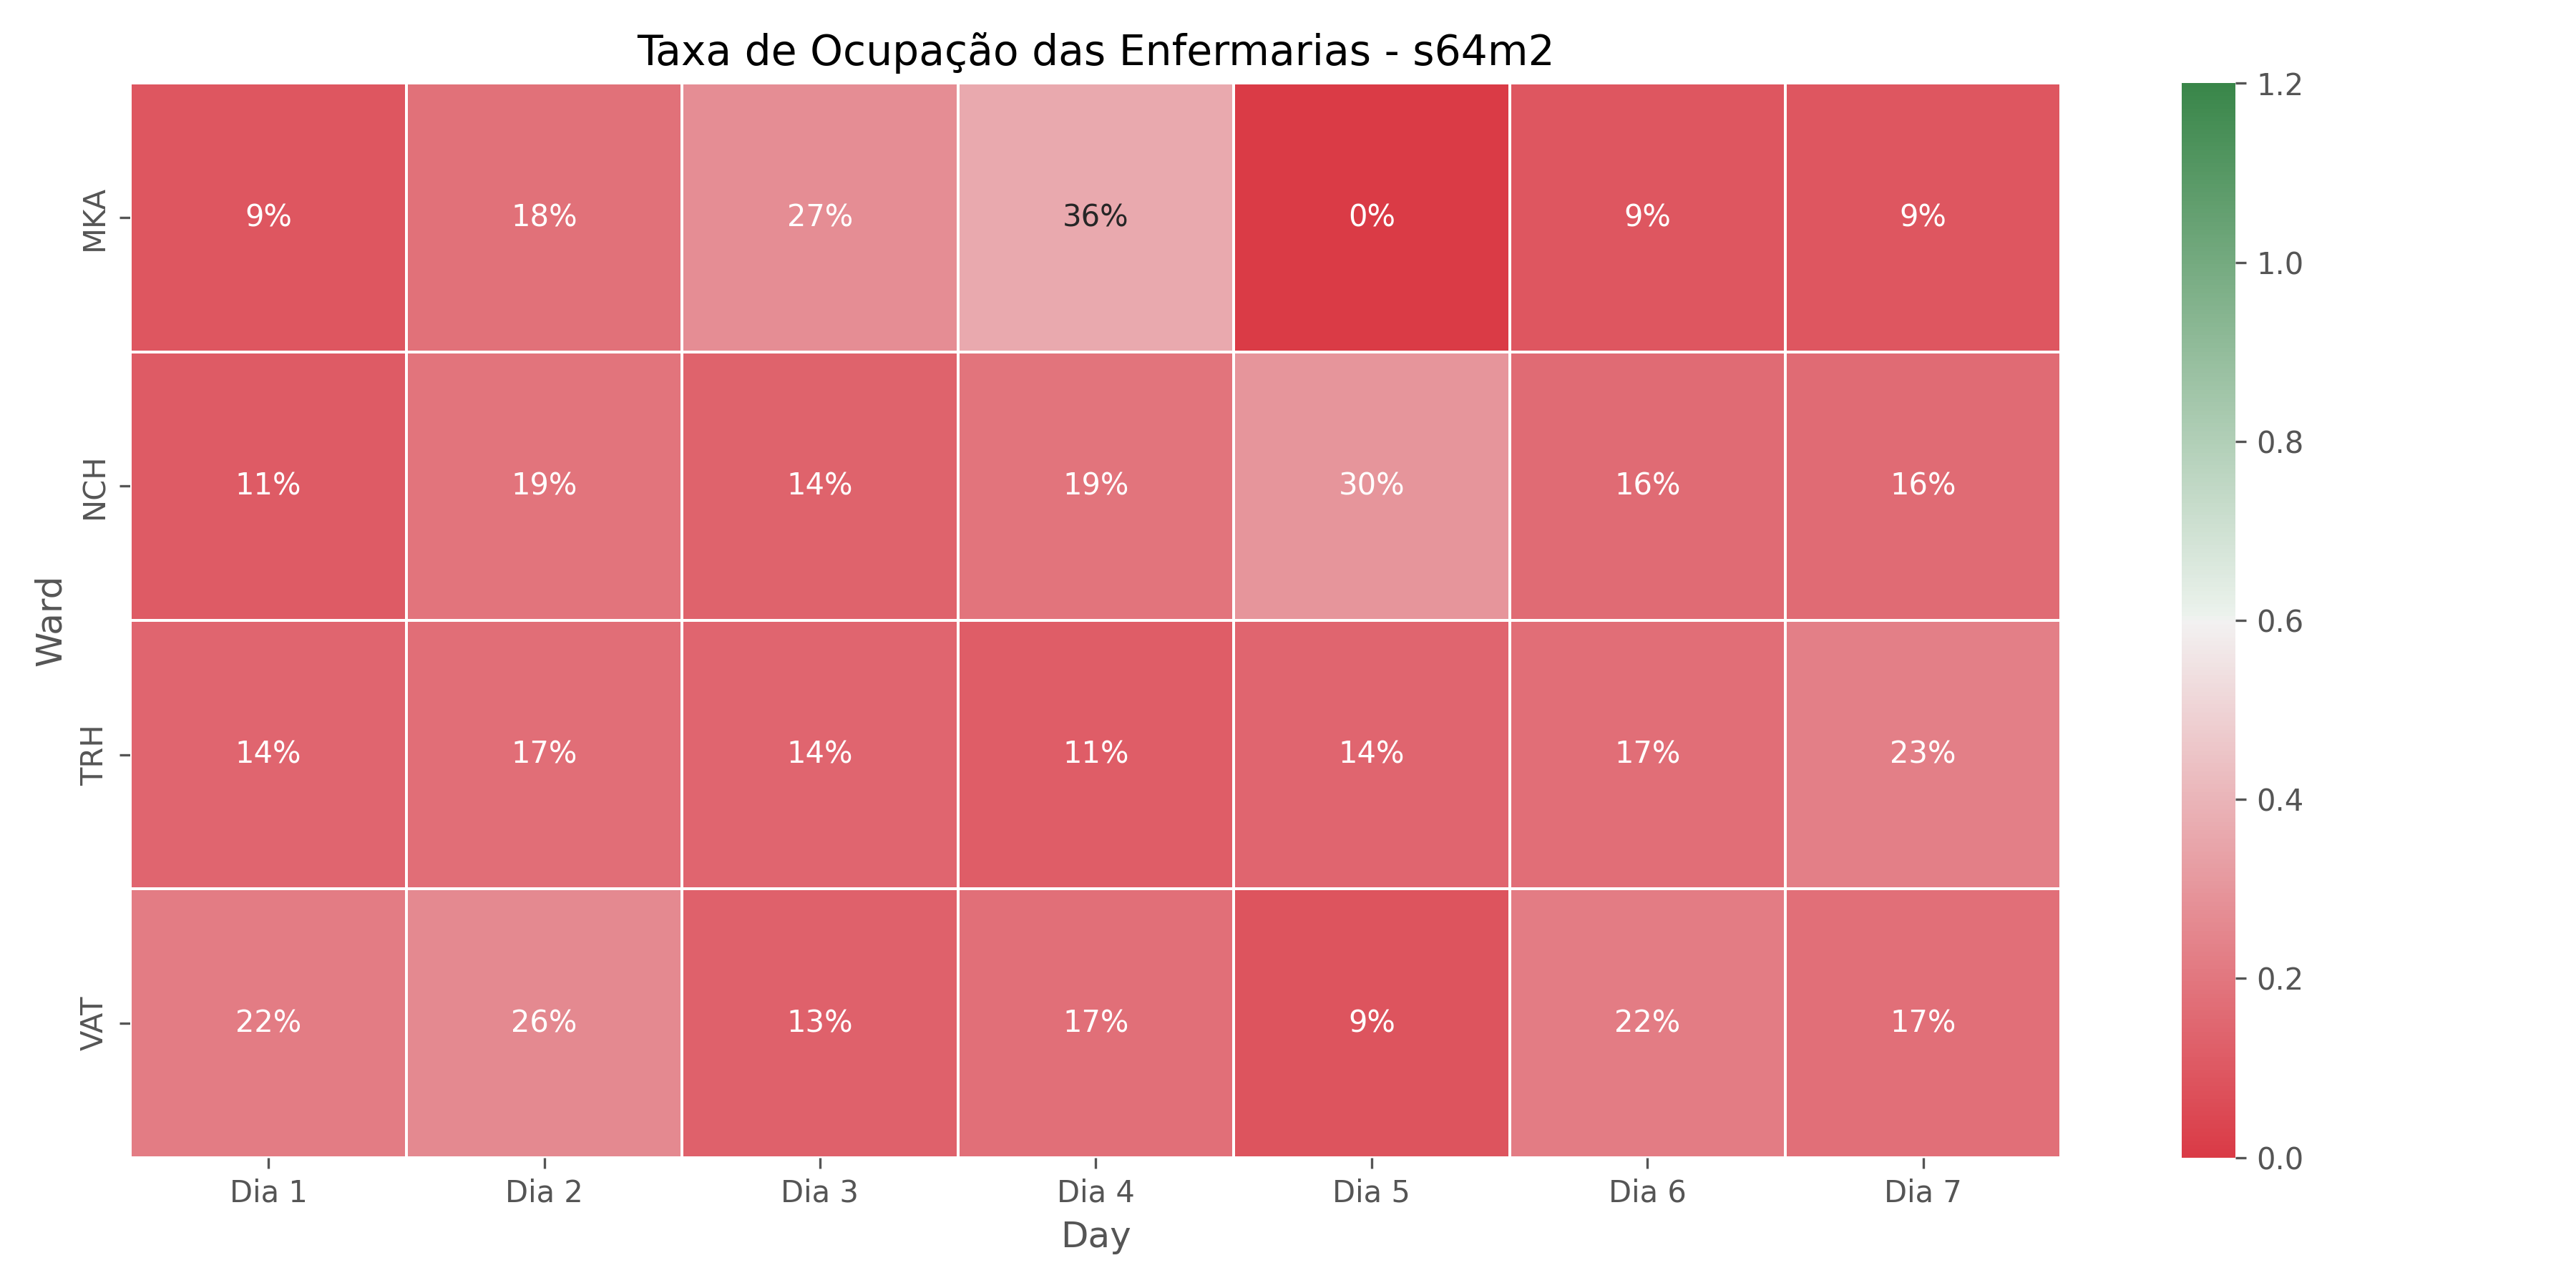 Taxa de Ocupação das Enfermarias - s64m2
Ward
MKA 9% 18% 27% 36% 0% 9% 9%
NCH 11% 19% 14% 19% 30% 16% 16%
TRH 14% 17% 14% 11% 14% 17% 23%
VAT 22% 26% 13% 17% 9% 22% 17%
Dia 1 Dia 2 Dia 3 Dia 4 Dia 5 Dia 6 Dia 7
Day
1.2
1.0
0.8
0.6
0.4
0.2
0.0